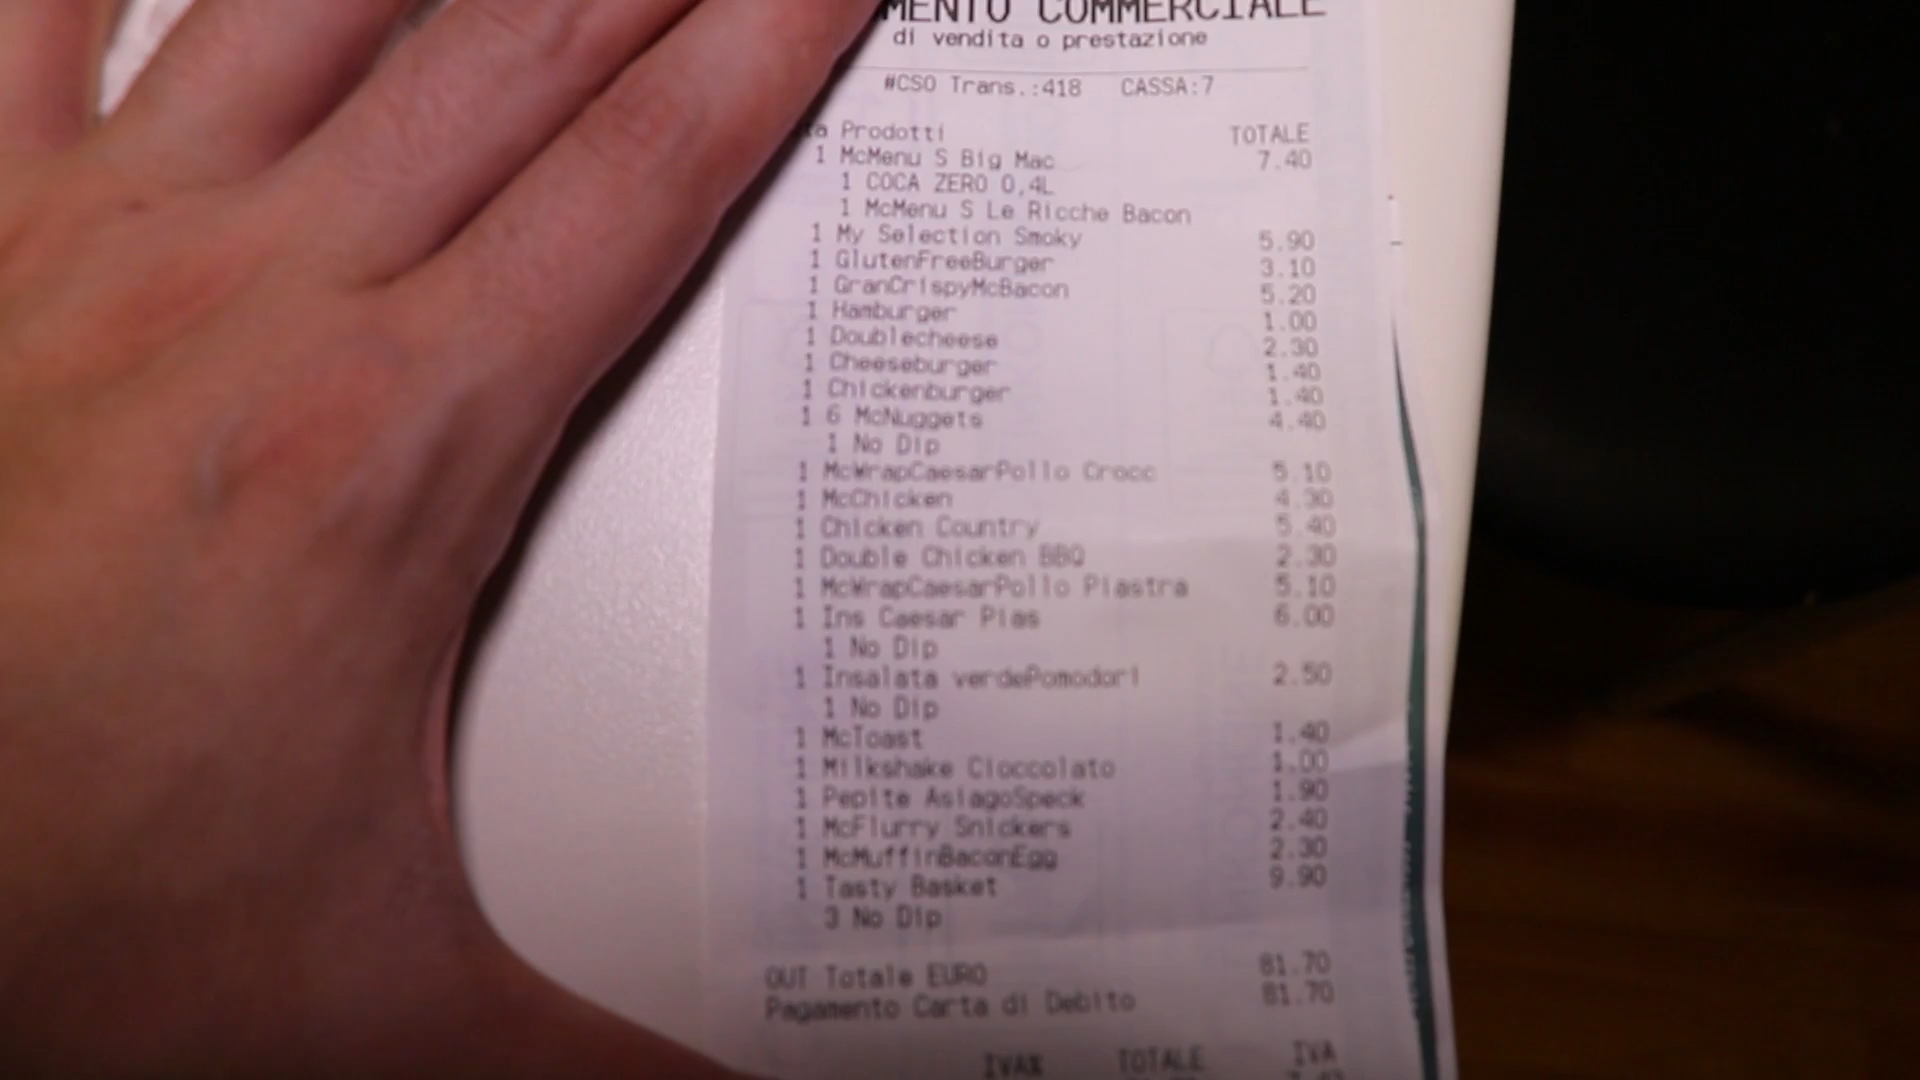 MENTO COMMERCIALE
di vendita o prestazione
#CSO Trans.:418 CASSA:7
ta Prodotti TOTALE
1 McMenu S Big Mac 7.40
1 COCA ZERO 0,4L
1 McMenu S Le Ricche Bacon
1 My Selection Smoky 5.90
1 GlutenFreeBurger 3.10
1 GranCrispyMcBacon 5.20
1 Hamburger 1.00
1 Doublecheese 2.30
1 Cheeseburger 1.40
1 Chickenburger 1.40
1 6 McNuggets 4.40
1 No Dip
1 McWrapCaesarPollo Crocc 5.10
1 McChicken 4.30
1 Chicken Country 5.40
1 Double Chicken BBQ 2.30
1 McWrapCaesarPollo Piastra 5.10
1 Ins Caesar Pias 6.00
1 No Dip
1 Insalata verdePomodori 2.50
1 No Dip
1 McToast 1.40
1 Milkshake Cioccolato 1.00
1 Pepite AsiagoSpeck 1.90
1 McFlurry Snickers 2.40
1 McMuffinBaconEgg 2.30
1 Tasty Basket 9.90
3 No Dip
OUT Totale EURO 81.70
Pagamento Carta di Debito 81.70
IVA% TOTALE IVA